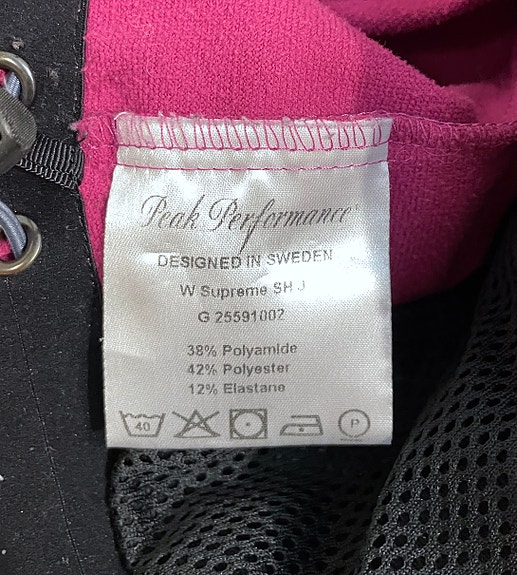 Peak Performance
DESIGNED IN SWEDEN
W Supreme SH J
G 25591002
38% Polyamide
42% Polyester
12% Elastane
40 P